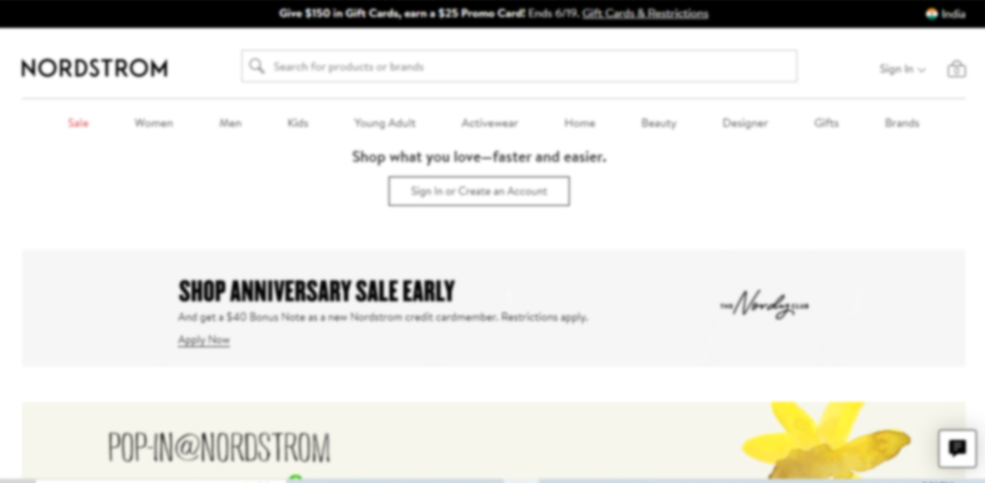 Give $150 in Gift Cards, earn a $25 Promo Card! Ends 6/19. Gift Cards & Restrictions
India
NORDSTROM
Search for products or brands
Sign In
0
Sale Women Men Kids Young Adult Activewear Home Beauty Designer Gifts Brands
Shop what you love—faster and easier.
Sign In or Create an Account
SHOP ANNIVERSARY SALE EARLY
And get a $40 Bonus Note as a new Nordstrom credit cardmember. Restrictions apply.
Apply Now
THE Nordy CLUB
POP-IN@NORDSTROM